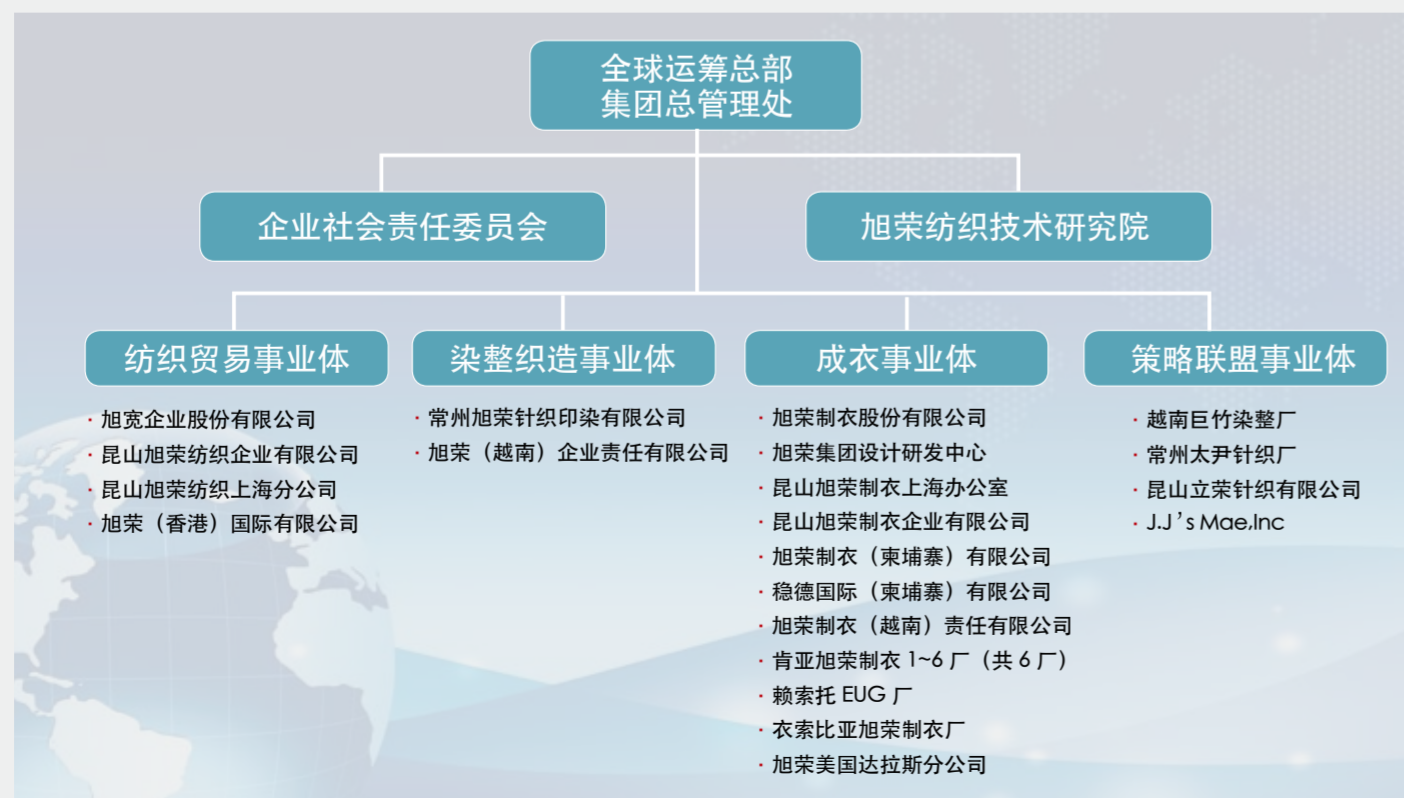 全球运筹总部
集团总管理处
企业社会责任委员会
旭荣纺织技术研究院
纺织贸易事业体
· 旭宽企业股份有限公司
· 昆山旭荣纺织企业有限公司
· 昆山旭荣纺织上海分公司
· 旭荣（香港）国际有限公司
染整织造事业体
· 常州旭荣针织印染有限公司
· 旭荣（越南）企业责任有限公司
成衣事业体
· 旭荣制衣股份有限公司
· 旭荣集团设计研发中心
· 昆山旭荣制衣上海办公室
· 昆山旭荣制衣企业有限公司
· 旭荣制衣（柬埔寨）有限公司
· 稳德国际（柬埔寨）有限公司
· 旭荣制衣（越南）责任有限公司
· 肯亚旭荣制衣 1~6 厂（共 6 厂）
· 赖索托 EUG 厂
· 衣索比亚旭荣制衣厂
· 旭荣美国达拉斯分公司
策略联盟事业体
· 越南巨竹染整厂
· 常州太尹针织厂
· 昆山立荣针织有限公司
· J.J’s Mae,Inc